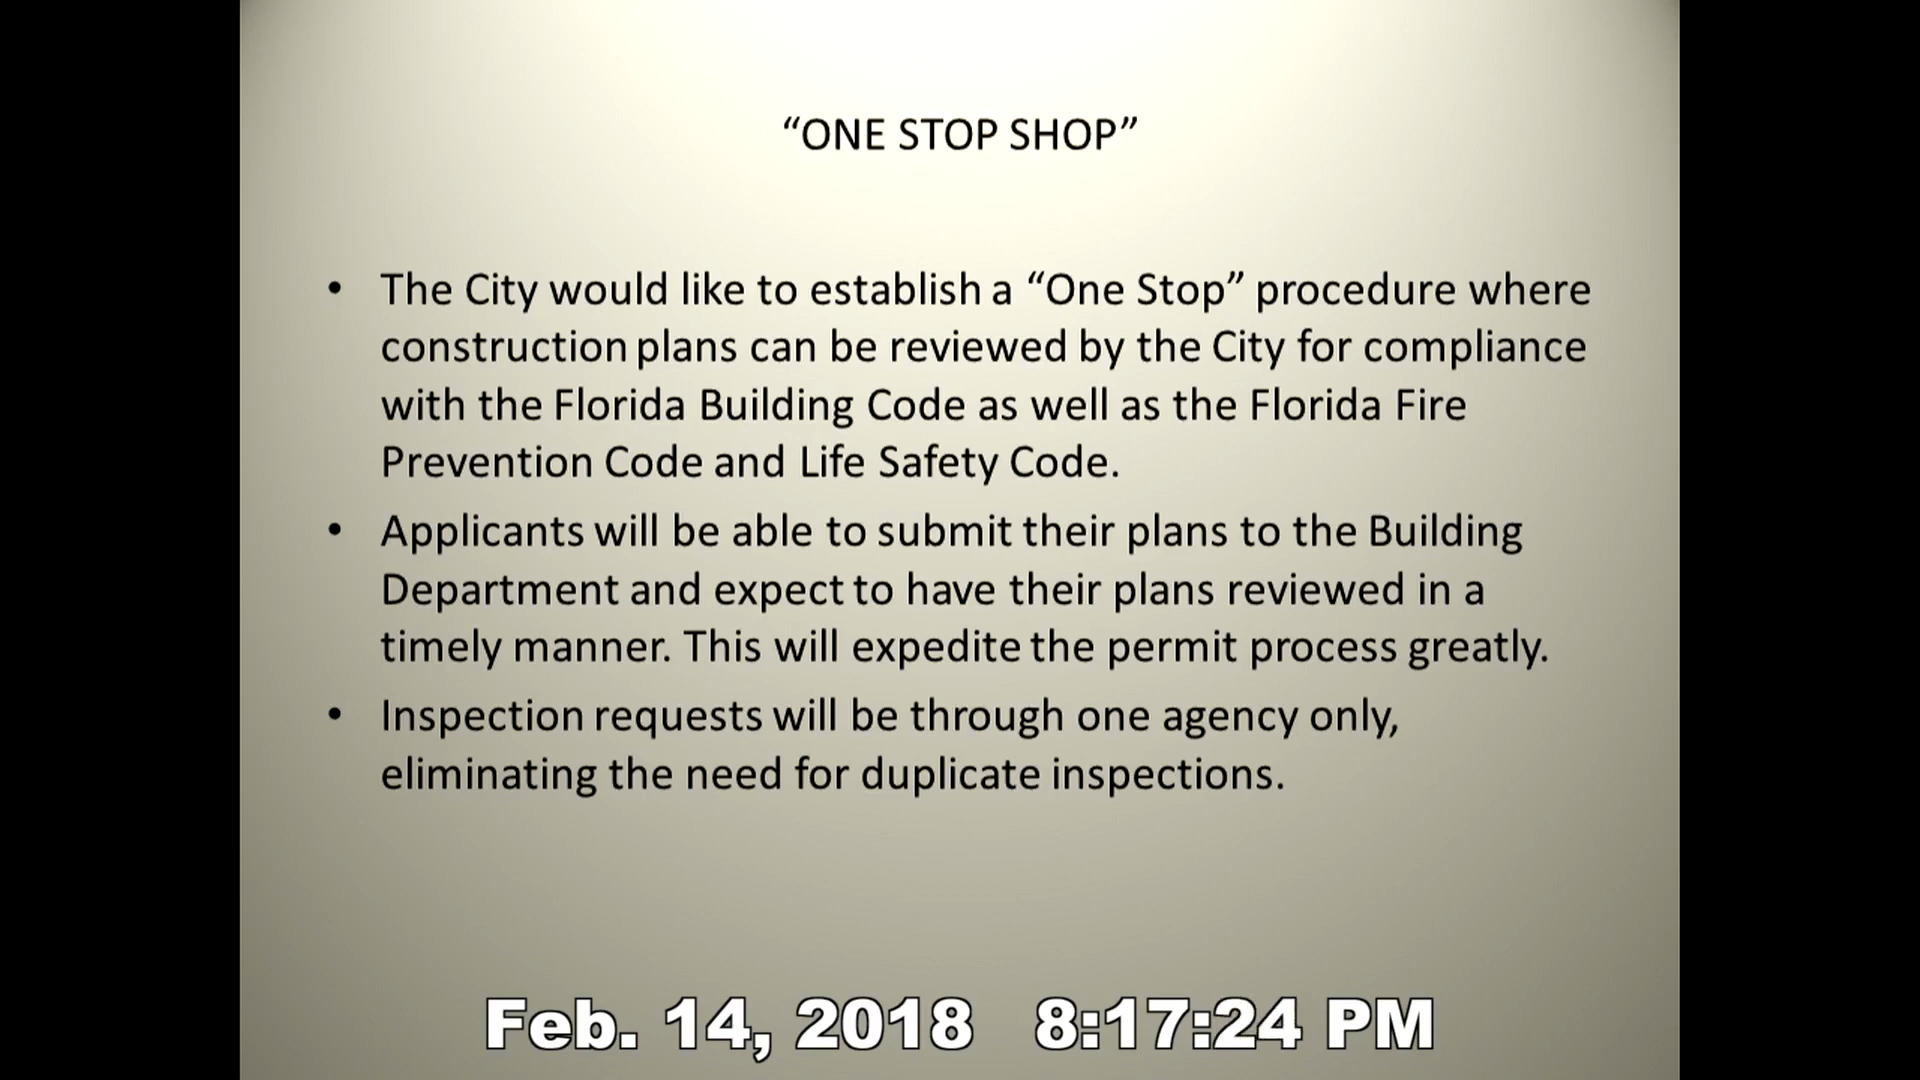 “ONE STOP SHOP”
• The City would like to establish a “One Stop” procedure where
construction plans can be reviewed by the City for compliance
with the Florida Building Code as well as the Florida Fire
Prevention Code and Life Safety Code.
• Applicants will be able to submit their plans to the Building
Department and expect to have their plans reviewed in a
timely manner. This will expedite the permit process greatly.
• Inspection requests will be through one agency only,
eliminating the need for duplicate inspections.
Feb. 14, 2018 8:17:24 PM